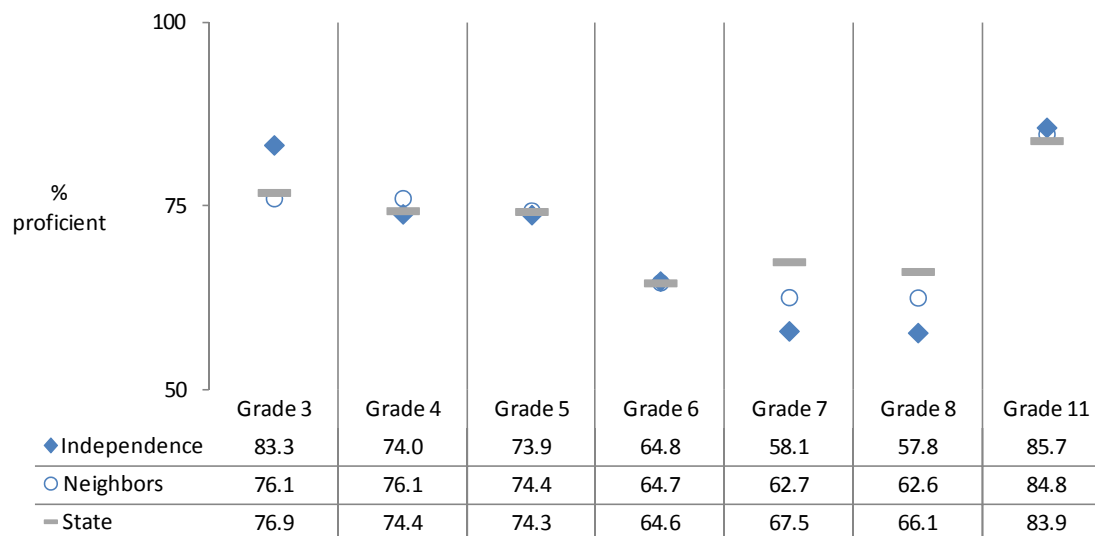 100
%
proficient
75
50
Grade 3 Grade 4 Grade 5 Grade 6 Grade 7 Grade 8 Grade 11
Independence 83.3 74.0 73.9 64.8 58.1 57.8 85.7
Neighbors 76.1 76.1 74.4 64.7 62.7 62.6 84.8
State 76.9 74.4 74.3 64.6 67.5 66.1 83.9